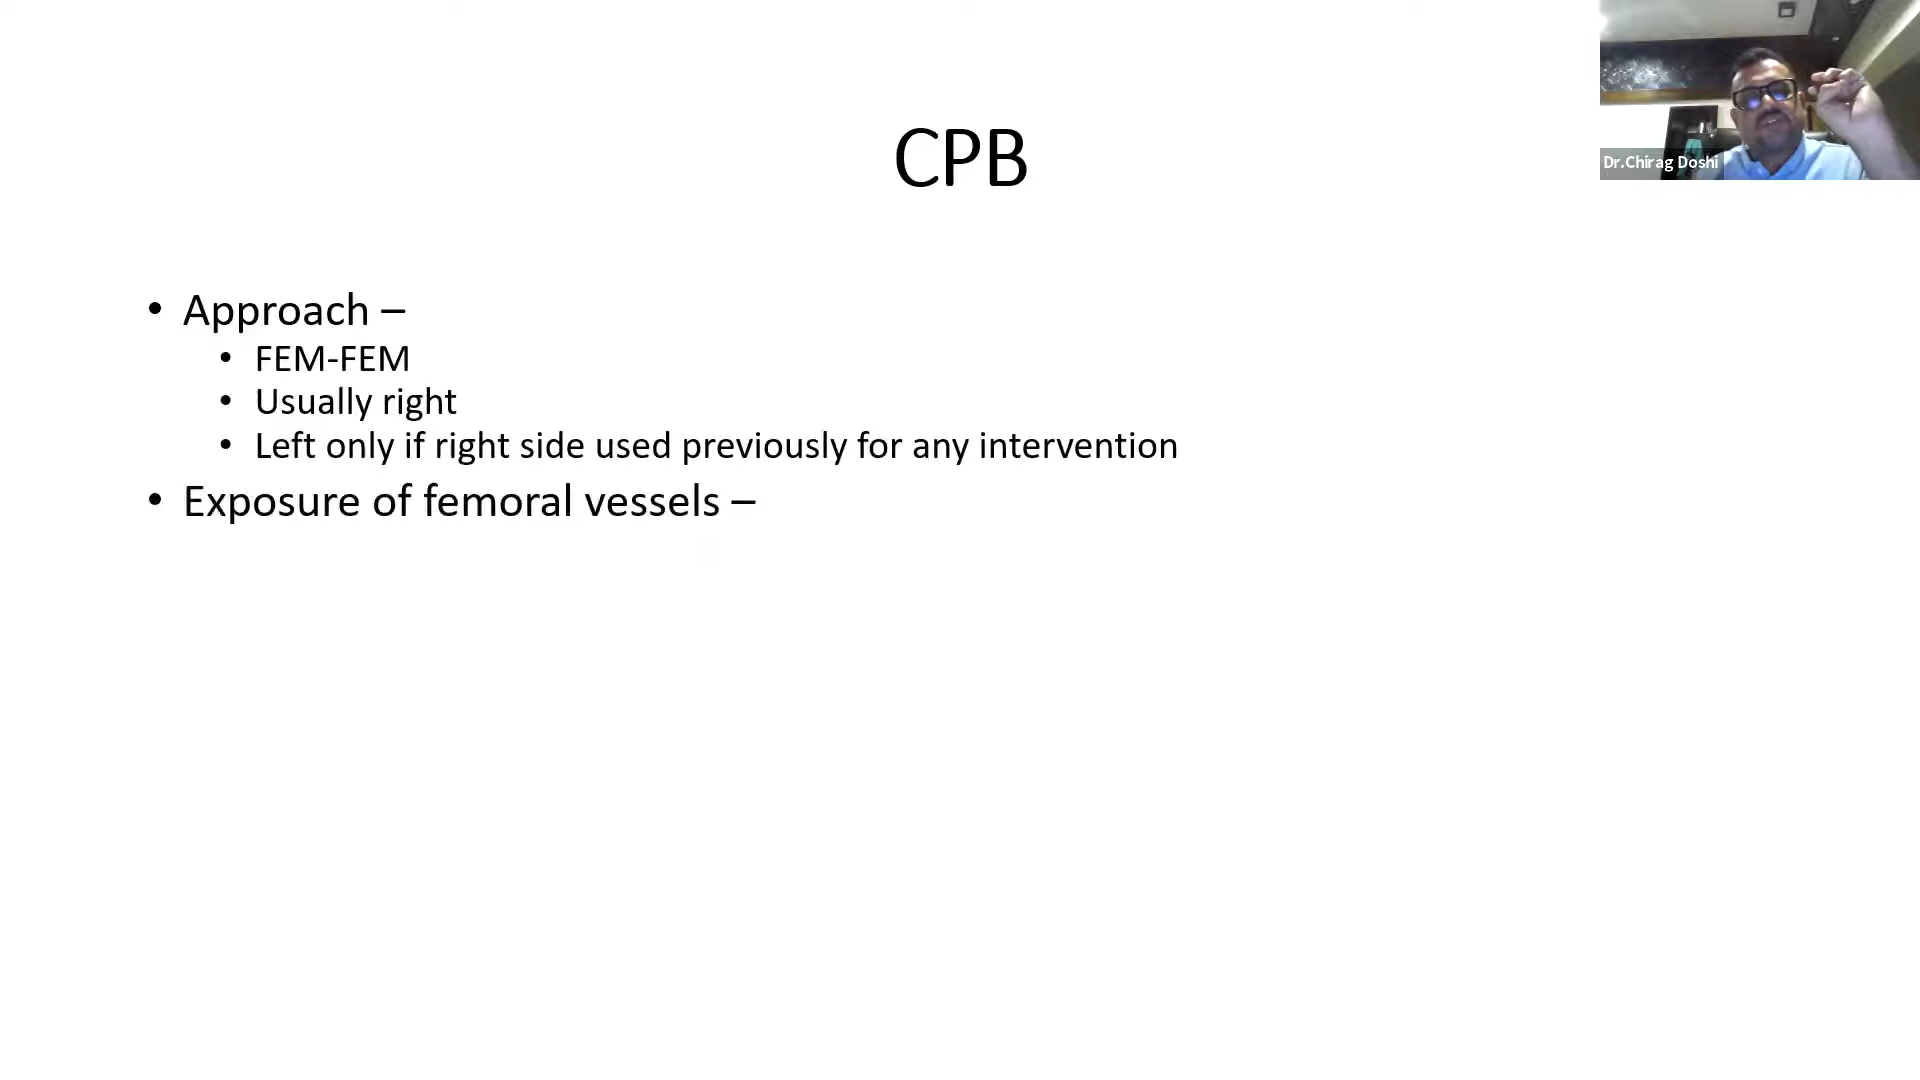 CPB
Dr.Chirag Doshi
• Approach –
• FEM-FEM
• Usually right
• Left only if right side used previously for any intervention
• Exposure of femoral vessels –